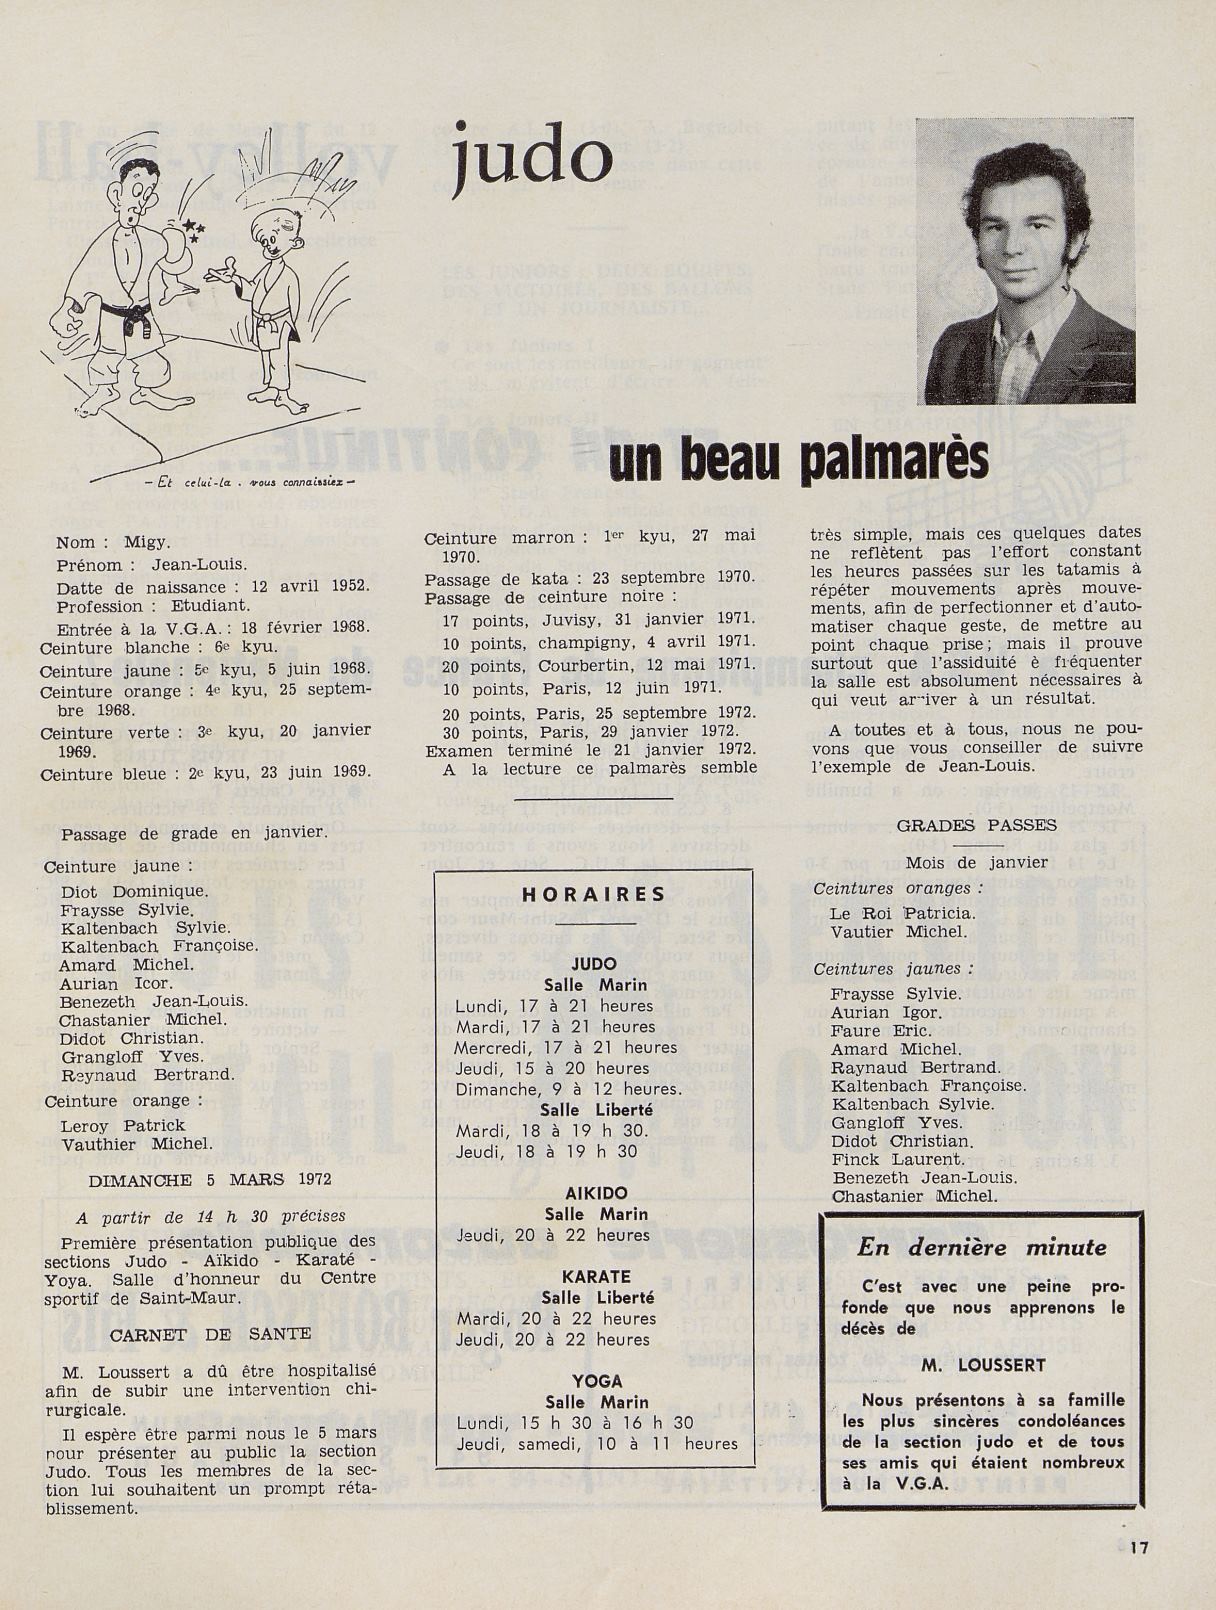 judo
— Et celui-la . vous connaissiez —
un beau palmarès
Nom : Migy.
Prénom : Jean-Louis.
Datte de naissance : 12 avril 1952.
Profession : Etudiant.
Entrée à la V.G.A. : 18 février 1968.
Ceinture blanche : 6e kyu.
Ceinture jaune : 5e kyu, 5 juin 1968.
Ceinture orange : 4e kyu, 25 septem-
bre 1968.
Ceinture verte : 3e kyu, 20 janvier
1969.
Ceinture bleue : 2e kyu, 23 juin 1969.
Ceinture marron : 1er kyu, 27 mai
1970.
Passage de kata : 23 septembre 1970.
Passage de ceinture noire :
17 points, Juvisy, 31 janvier 1971.
10 points, champigny, 4 avril 1971.
20 points, Courbertin, 12 mai 1971.
10 points, Paris, 12 juin 1971.
20 points, Paris, 25 septembre 1972.
30 points, Paris, 29 janvier 1972.
Examen terminé le 21 janvier 1972.
A la lecture ce palmarès semble
très simple, mais ces quelques dates
ne reflètent pas l'effort constant
les heures passées sur les tatamis à
répéter mouvements après mouve-
ments, afin de perfectionner et d'auto-
matiser chaque geste, de mettre au
point chaque prise ; mais il prouve
surtout que l'assiduité à fréquenter
la salle est absolument nécessaires à
qui veut arriver à un résultat.
A toutes et à tous, nous ne pou-
vons que vous conseiller de suivre
l'exemple de Jean-Louis.
Passage de grade en janvier.
Ceinture jaune :
Diot Dominique.
Fraysse Sylvie.
Kaltenbach Sylvie.
Kaltenbach Françoise.
Amard Michel.
Aurian Icor.
Benezeth Jean-Louis.
Chastanier Michel.
Didot Christian.
Grangloff Yves.
Raynaud Bertrand.
Ceinture orange :
Leroy Patrick
Vauthier Michel.
DIMANCHE 5 MARS 1972
A partir de 14 h 30 précises
Première présentation publique des
sections Judo - Aïkido - Karaté -
Yoya. Salle d'honneur du Centre
sportif de Saint-Maur.
CARNET DE SANTE
M. Loussert a dû être hospitalisé
afin de subir une intervention chi-
rurgicale.
Il espère être parmi nous le 5 mars
pour présenter au public la section
Judo. Tous les membres de la sec-
tion lui souhaitent un prompt réta-
blissement.
HORAIRES
JUDO
Salle Marin
Lundi, 17 à 21 heures
Mardi, 17 à 21 heures
Mercredi, 17 à 21 heures
Jeudi, 15 à 20 heures
Dimanche, 9 à 12 heures.
Salle Liberté
Mardi, 18 à 19 h 30.
Jeudi, 18 à 19 h 30
AIKIDO
Salle Marin
Jeudi, 20 à 22 heures
KARATE
Salle Liberté
Mardi, 20 à 22 heures
Jeudi, 20 à 22 heures
YOGA
Salle Marin
Lundi, 15 h 30 à 16 h 30
Jeudi, samedi, 10 à 11 heures
GRADES PASSES
Mois de janvier
Ceintures oranges :
Le Roi Patricia.
Vautier Michel.
Ceintures jaunes :
Fraysse Sylvie.
Aurian Igor.
Faure Eric.
Amard Michel.
Raynaud Bertrand.
Kaltenbach Françoise.
Kaltenbach Sylvie.
Gangloff Yves.
Didot Christian.
Finck Laurent.
Benezeth Jean-Louis.
Chastanier Michel.
En dernière minute
C'est avec une peine pro-
fonde que nous apprenons le
décès de
M. LOUSSERT
Nous présentons à sa famille
les plus sincères condoléances
de la section judo et de tous
ses amis qui étaient nombreux
à la V.G.A.
17